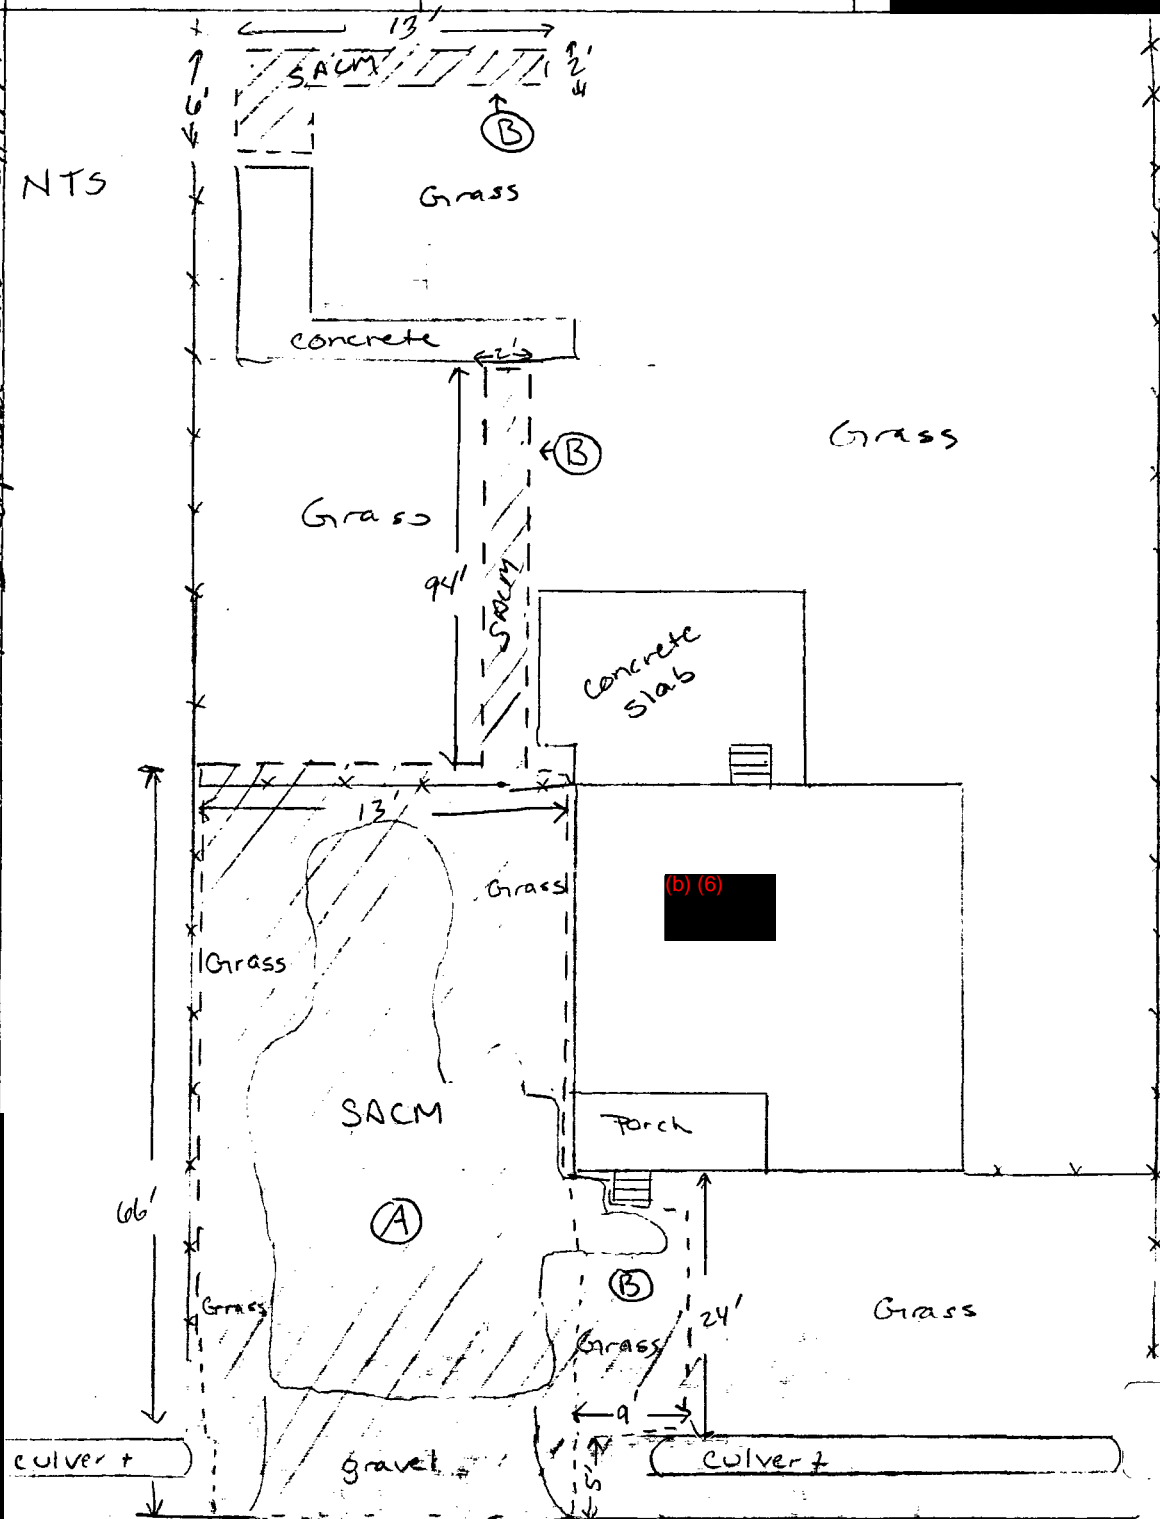 13'
SACM
2'
6'
B
NTS
Grass
concrete
2'
Grass
B
Grass
94'
SACM
concrete
slab
13'
(b) (6)
Grass
Grass
SACM
Porch
66'
A
B
Grass
24'
Grass
Grass
9'
culvert
gravel
5'
culvert